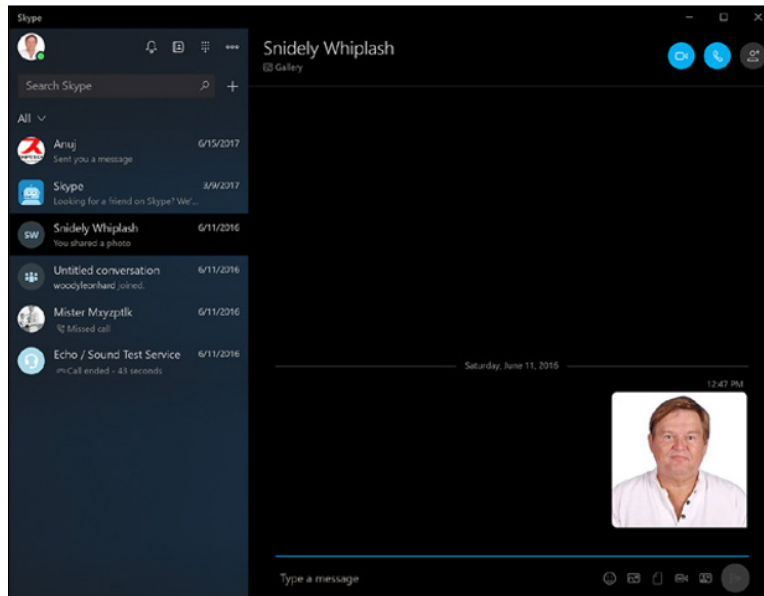 Skype
Snidely Whiplash
Gallery
Search Skype
All
Anuj
6/15/2017
Sent you a message
Skype
3/9/2017
Looking for a friend on Skype? We'...
SW
Snidely Whiplash
6/11/2016
You shared a photo
Untitled conversation
6/11/2016
woodyleonhard joined.
Mister Mxyzptlk
6/11/2016
Missed call
Echo / Sound Test Service
6/11/2016
Call ended - 43 seconds
Saturday, June 11, 2016
12:47 PM
Type a message